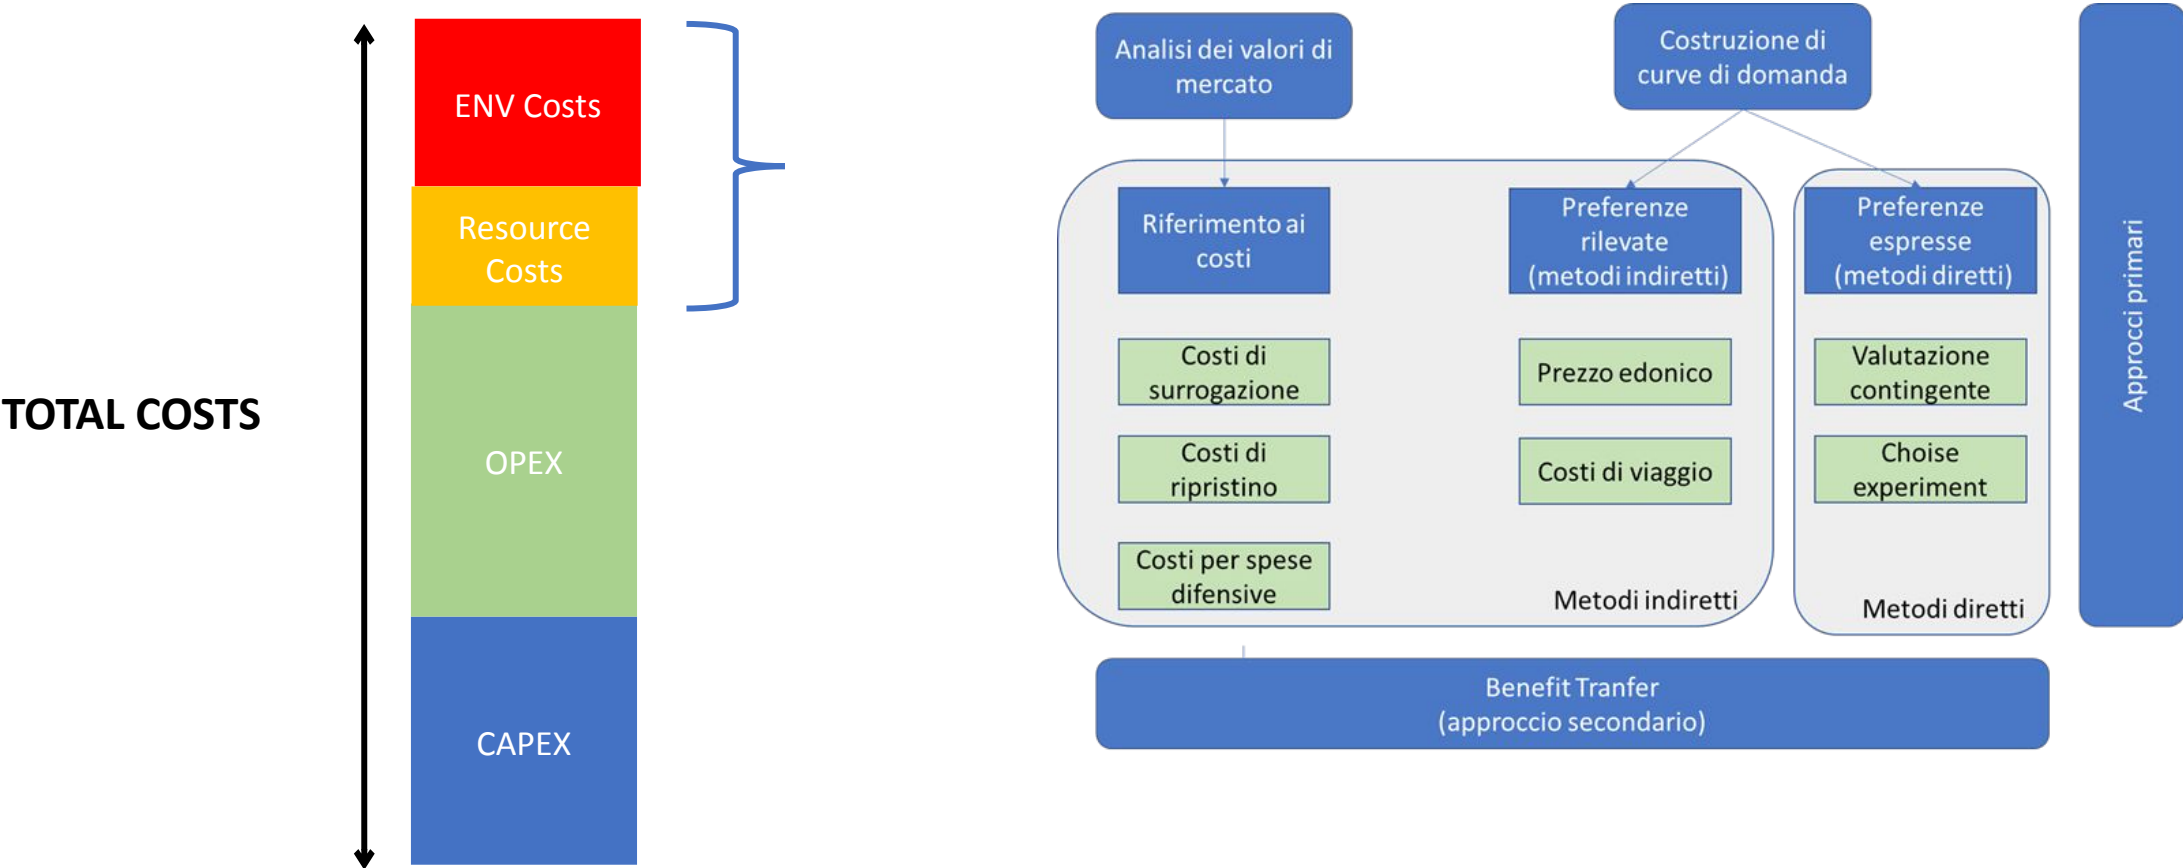 TOTAL COSTS
ENV Costs
Resource
Costs
OPEX
CAPEX
Analisi dei valori di
mercato
Costruzione di
curve di domanda
Riferimento ai
costi
Preferenze
rilevate
(metodi indiretti)
Preferenze
espresse
(metodi diretti)
Costi di
surrogazione
Prezzo edonico
Valutazione
contingente
Costi di
ripristino
Costi di viaggio
Choise
experiment
Costi per spese
difensive
Metodi indiretti
Metodi diretti
Approcci primari
Benefit Tranfer
(approccio secondario)